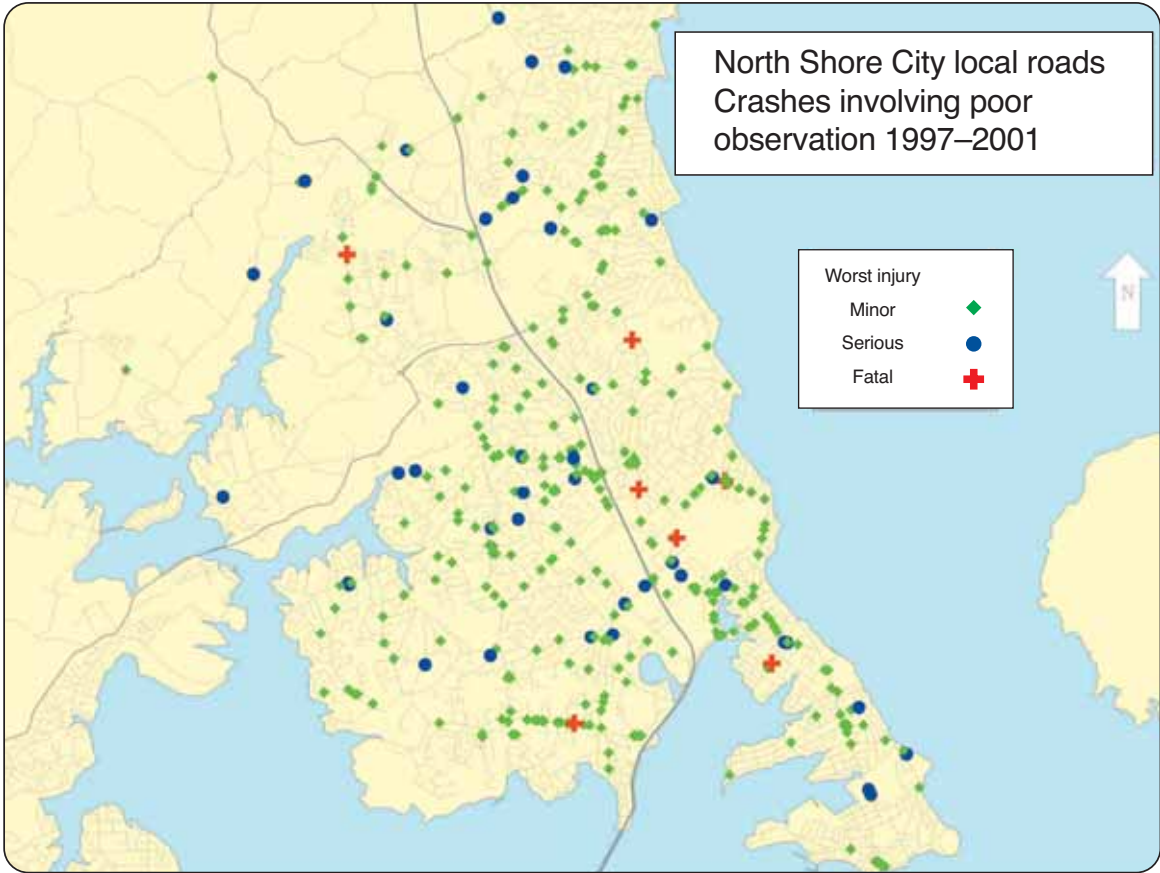 North Shore City local roads
Crashes involving poor
observation 1997–2001
Worst injury
Minor
Serious
Fatal
N